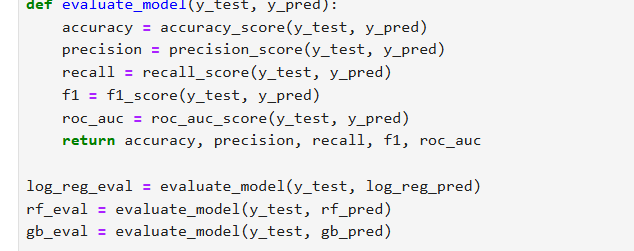 def evaluate_model(y_test, y_pred):
    accuracy = accuracy_score(y_test, y_pred)
    precision = precision_score(y_test, y_pred)
    recall = recall_score(y_test, y_pred)
    f1 = f1_score(y_test, y_pred)
    roc_auc = roc_auc_score(y_test, y_pred)
    return accuracy, precision, recall, f1, roc_auc

log_reg_eval = evaluate_model(y_test, log_reg_pred)
rf_eval = evaluate_model(y_test, rf_pred)
gb_eval = evaluate_model(y_test, gb_pred)